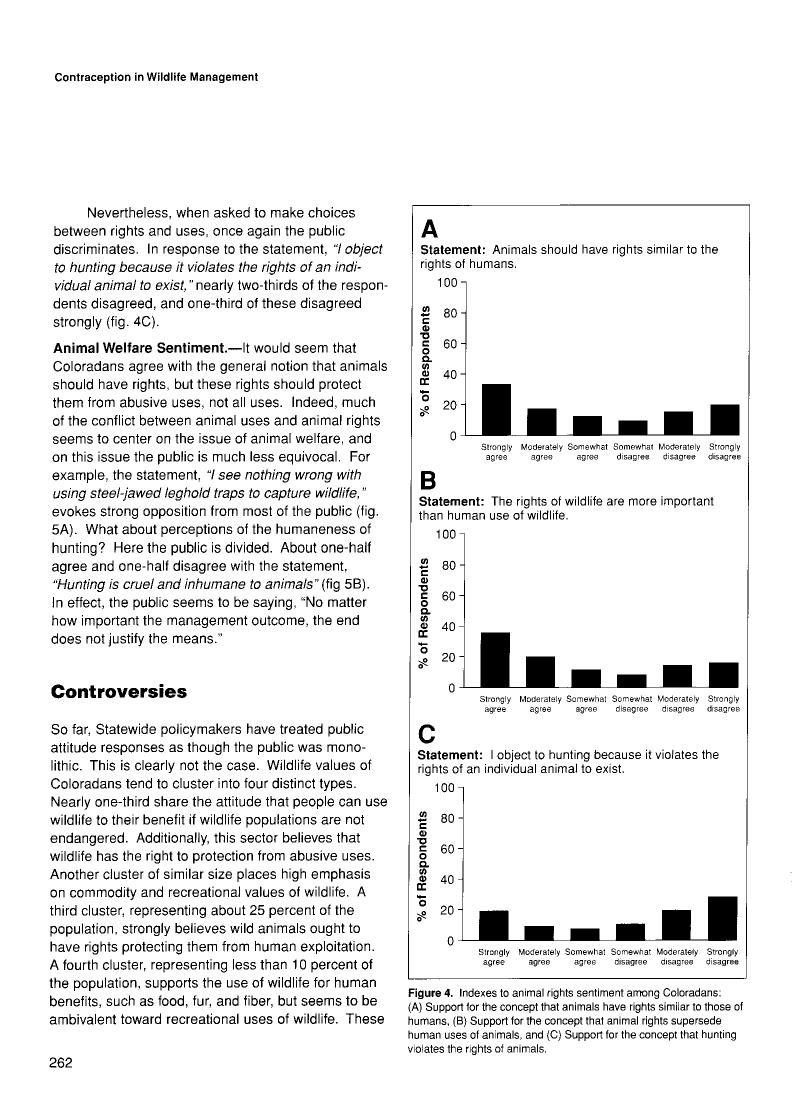 Contraception in Wildlife Management
Nevertheless, when asked to make choices
between rights and uses, once again the public
discriminates. In response to the statement, "I object
to hunting because it violates the rights of an indi-
vidual animal to exist," nearly two-thirds of the respon-
dents disagreed, and one-third of these disagreed
strongly (fig. 4C).
Animal Welfare Sentiment.—It would seem that
Coloradans agree with the general notion that animals
should have rights, but these rights should protect
them from abusive uses, not all uses. Indeed, much
of the conflict between animal uses and animal rights
seems to center on the issue of animal welfare, and
on this issue the public is much less equivocal. For
example, the statement, "I see nothing wrong with
using steel-jawed leghold traps to capture wildlife,"
evokes strong opposition from most of the public (fig.
5A). What about perceptions of the humaneness of
hunting? Here the public is divided. About one-half
agree and one-half disagree with the statement,
"Hunting is cruel and inhumane to animals" (fig 5B).
In effect, the public seems to be saying, "No matter
how important the management outcome, the end
does not justify the means."
Controversies
So far, Statewide policymakers have treated public
attitude responses as though the public was mono-
lithic. This is clearly not the case. Wildlife values of
Coloradans tend to cluster into four distinct types.
Nearly one-third share the attitude that people can use
wildlife to their benefit if wildlife populations are not
endangered. Additionally, this sector believes that
wildlife has the right to protection from abusive uses.
Another cluster of similar size places high emphasis
on commodity and recreational values of wildlife. A
third cluster, representing about 25 percent of the
population, strongly believes wild animals ought to
have rights protecting them from human exploitation.
A fourth cluster, representing less than 10 percent of
the population, supports the use of wildlife for human
benefits, such as food, fur, and fiber, but seems to be
ambivalent toward recreational uses of wildlife. These
262
A
Statement: Animals should have rights similar to the
rights of humans.
% of Respondents
100
80
60
40
20
0
Strongly Moderately Somewhat Somewhat Moderately Strongly
agree agree agree disagree disagree disagree
B
Statement: The rights of wildlife are more important
than human use of wildlife.
% of Respondents
100
80
60
40
20
0
Strongly Moderately Somewhat Somewhat Moderately Strongly
agree agree agree disagree disagree disagree
C
Statement: I object to hunting because it violates the
rights of an individual animal to exist.
% of Respondents
100
80
60
40
20
0
Strongly Moderately Somewhat Somewhat Moderately Strongly
agree agree agree disagree disagree disagree
Figure 4. Indexes to animal rights sentiment among Coloradans:
(A) Support for the concept that animals have rights similar to those of
humans, (B) Support for the concept that animal rights supersede
human uses of animals, and (C) Support for the concept that hunting
violates the rights of animals.